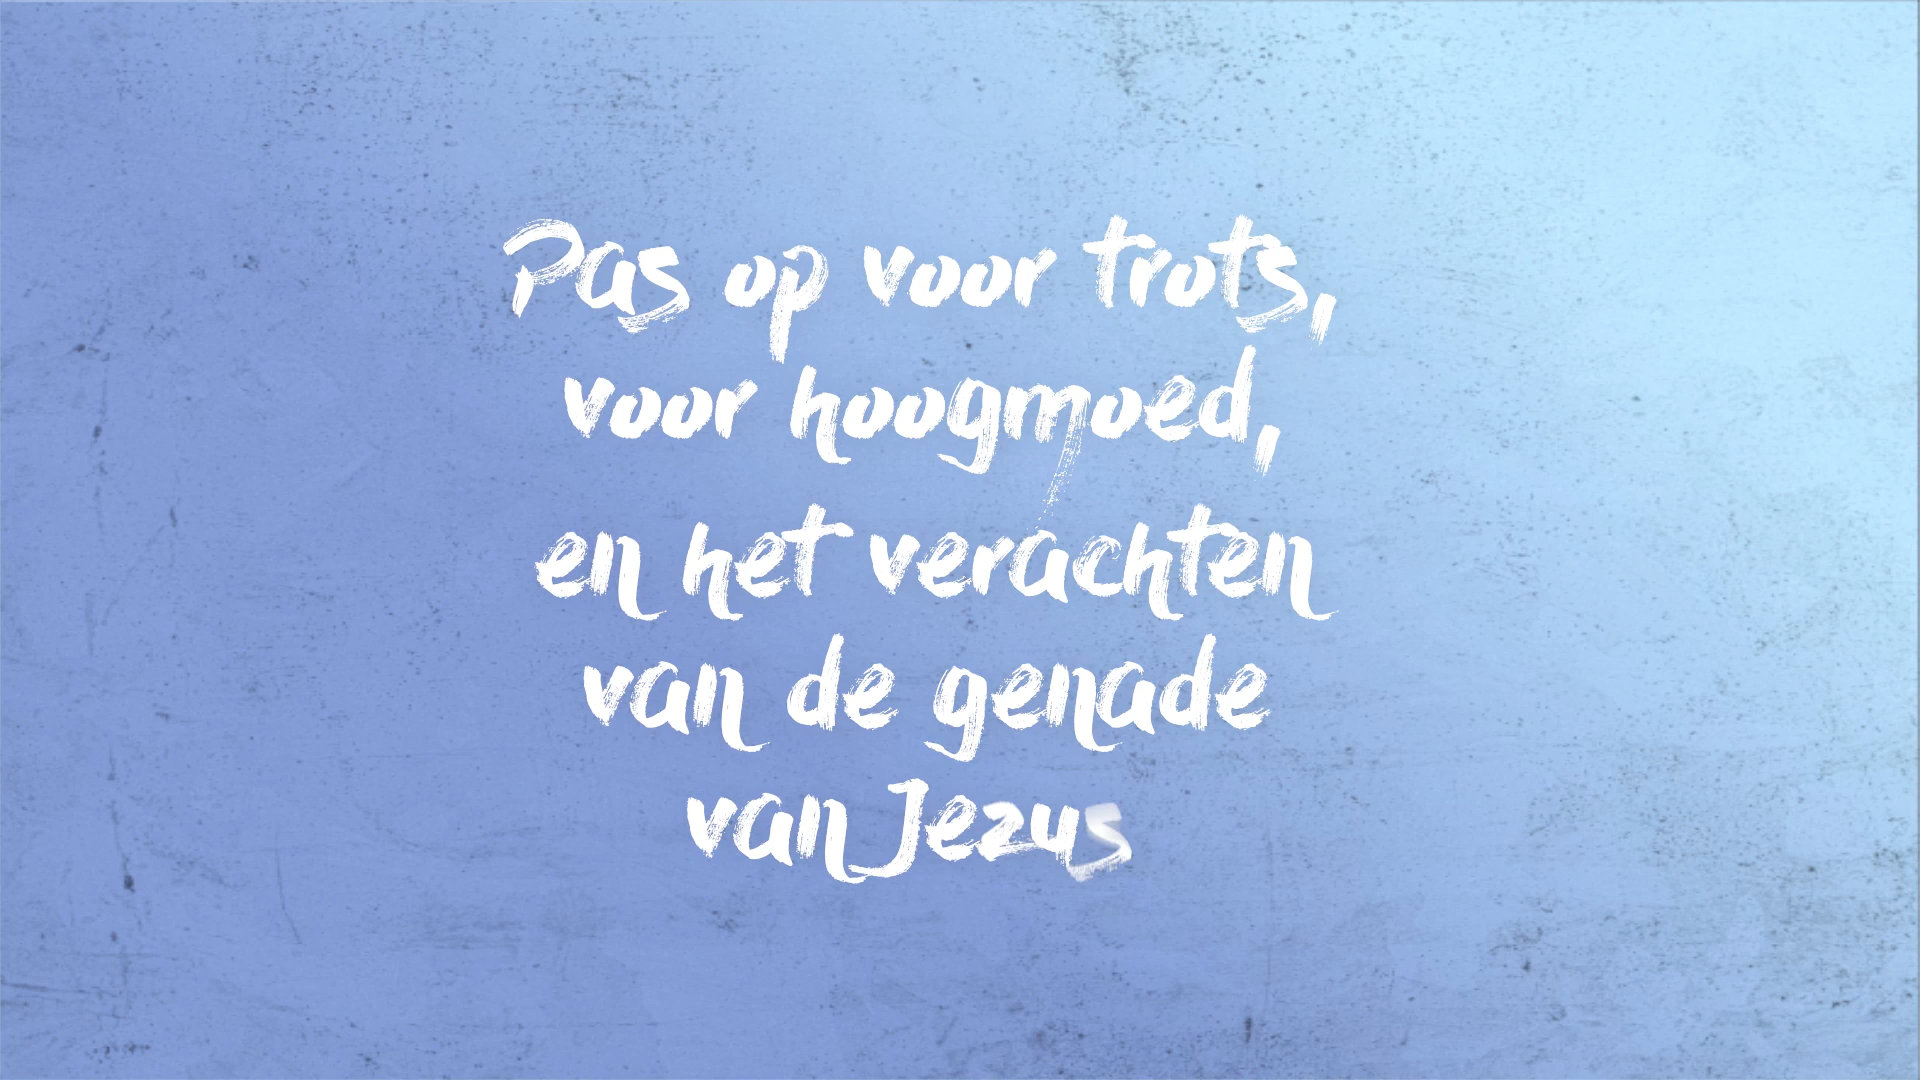 Pas op voor trots,
voor hoogmoed,
en het verachten
van de genade
van Jezus